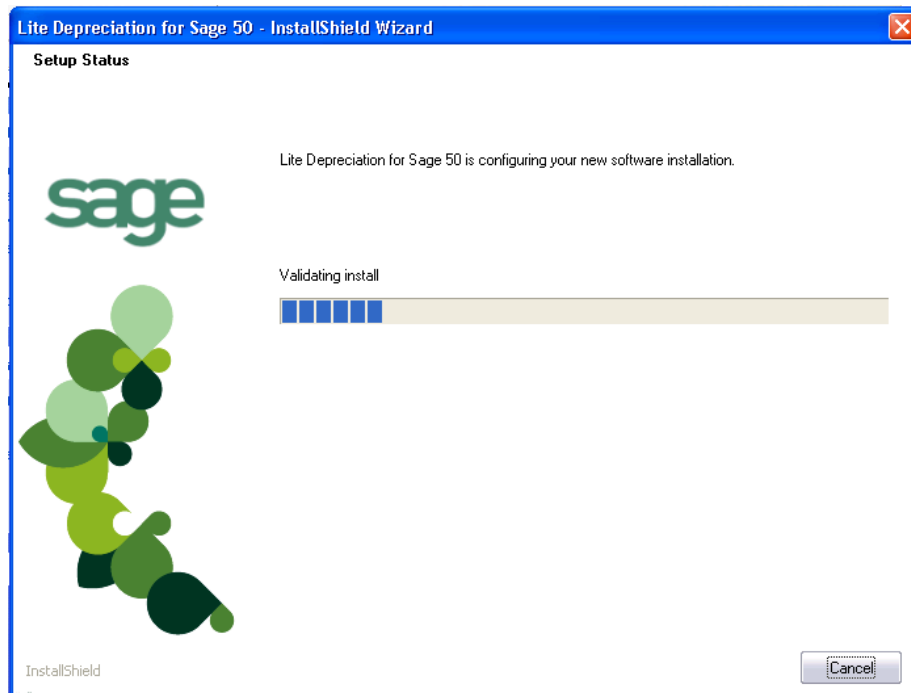 Lite Depreciation for Sage 50 - InstallShield Wizard
Setup Status
Lite Depreciation for Sage 50 is configuring your new software installation.
sage
Validating install
InstallShield
Cancel